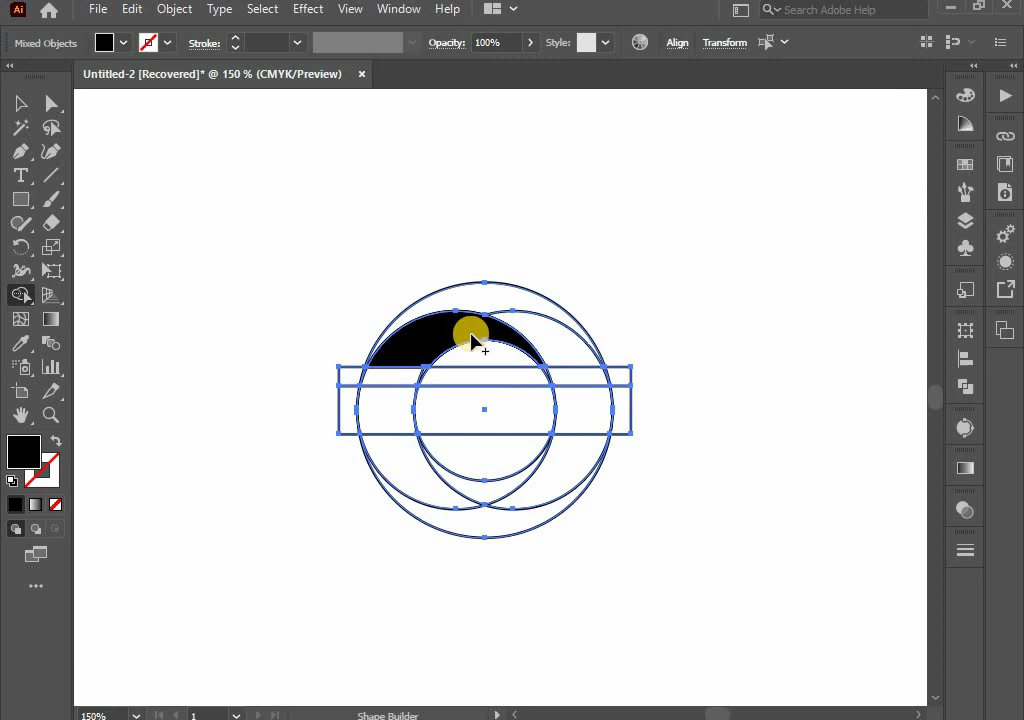 Ai File Edit Object Type Select Effect View Window Help Search Adobe Help
Mixed Objects Stroke: Opacity: 100% Style: Align Transform
Untitled-2 [Recovered]* @ 150 % (CMYK/Preview) ×
T
150% 1 Shape Builder